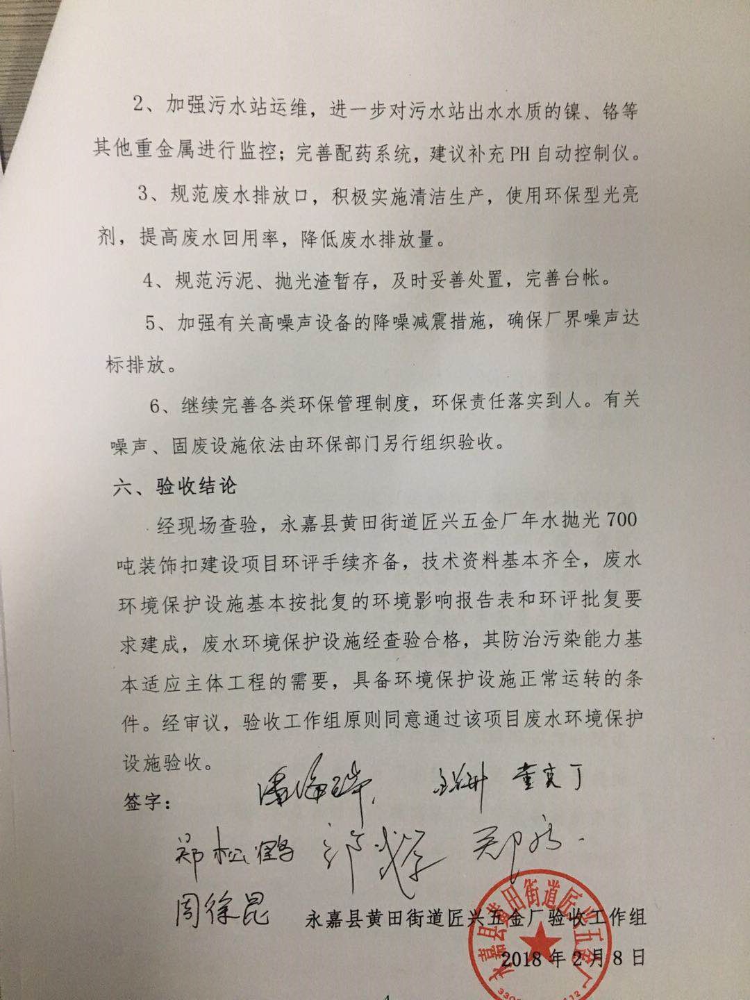 2、加强污水站运维，进一步对污水站出水水质的镍、铬等
其他重金属进行监控；完善配药系统，建议补充 PH 自动控制仪。
3、规范废水排放口，积极实施清洁生产，使用环保型光亮
剂，提高废水回用率，降低废水排放量。
4、规范污泥、抛光渣暂存，及时妥善处置，完善台帐。
5、加强有关高噪声设备的降噪减震措施，确保厂界噪声达
标排放。
6、继续完善各类环保管理制度，环保责任落实到人。有关
噪声、固废设施依法由环保部门另行组织验收。
六、验收结论
经现场查验，永嘉县黄田街道匠兴五金厂年水抛光 700
吨装饰扣建设项目环评手续齐备，技术资料基本齐全，废水
环境保护设施基本按批复的环境影响报告表和环评批复要
求建成，废水环境保护设施经查验合格，其防治污染能力基
本适应主体工程的需要，具备环境保护设施正常运转的条
件。经审议，验收工作组原则同意通过该项目废水环境保护
设施验收。
签字：
郑松鹤
周徐昆
永嘉县黄田街道匠兴五金厂验收工作组
2018 年 2 月 8 日
永嘉县黄田街道匠兴五金厂